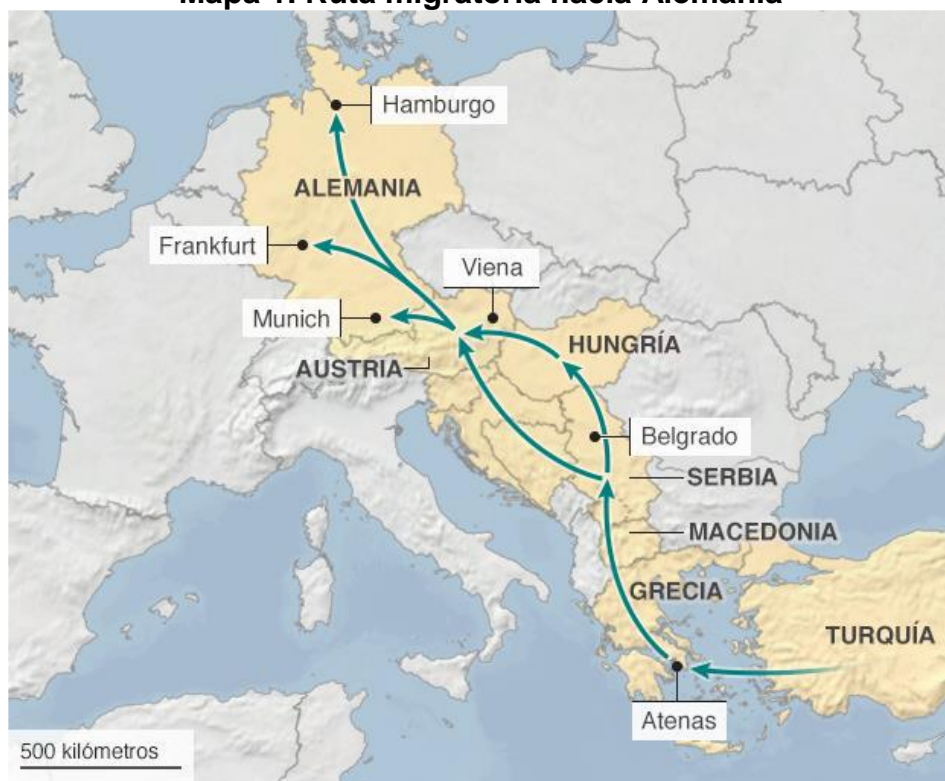 Mapa 1. Ruta migratoria hacia Alemania
Hamburgo
ALEMANIA
Frankfurt
Viena
Munich
HUNGRÍA
AUSTRIA
Belgrado
SERBIA
MACEDONIA
GRECIA
TURQUÍA
Atenas
500 kilómetros